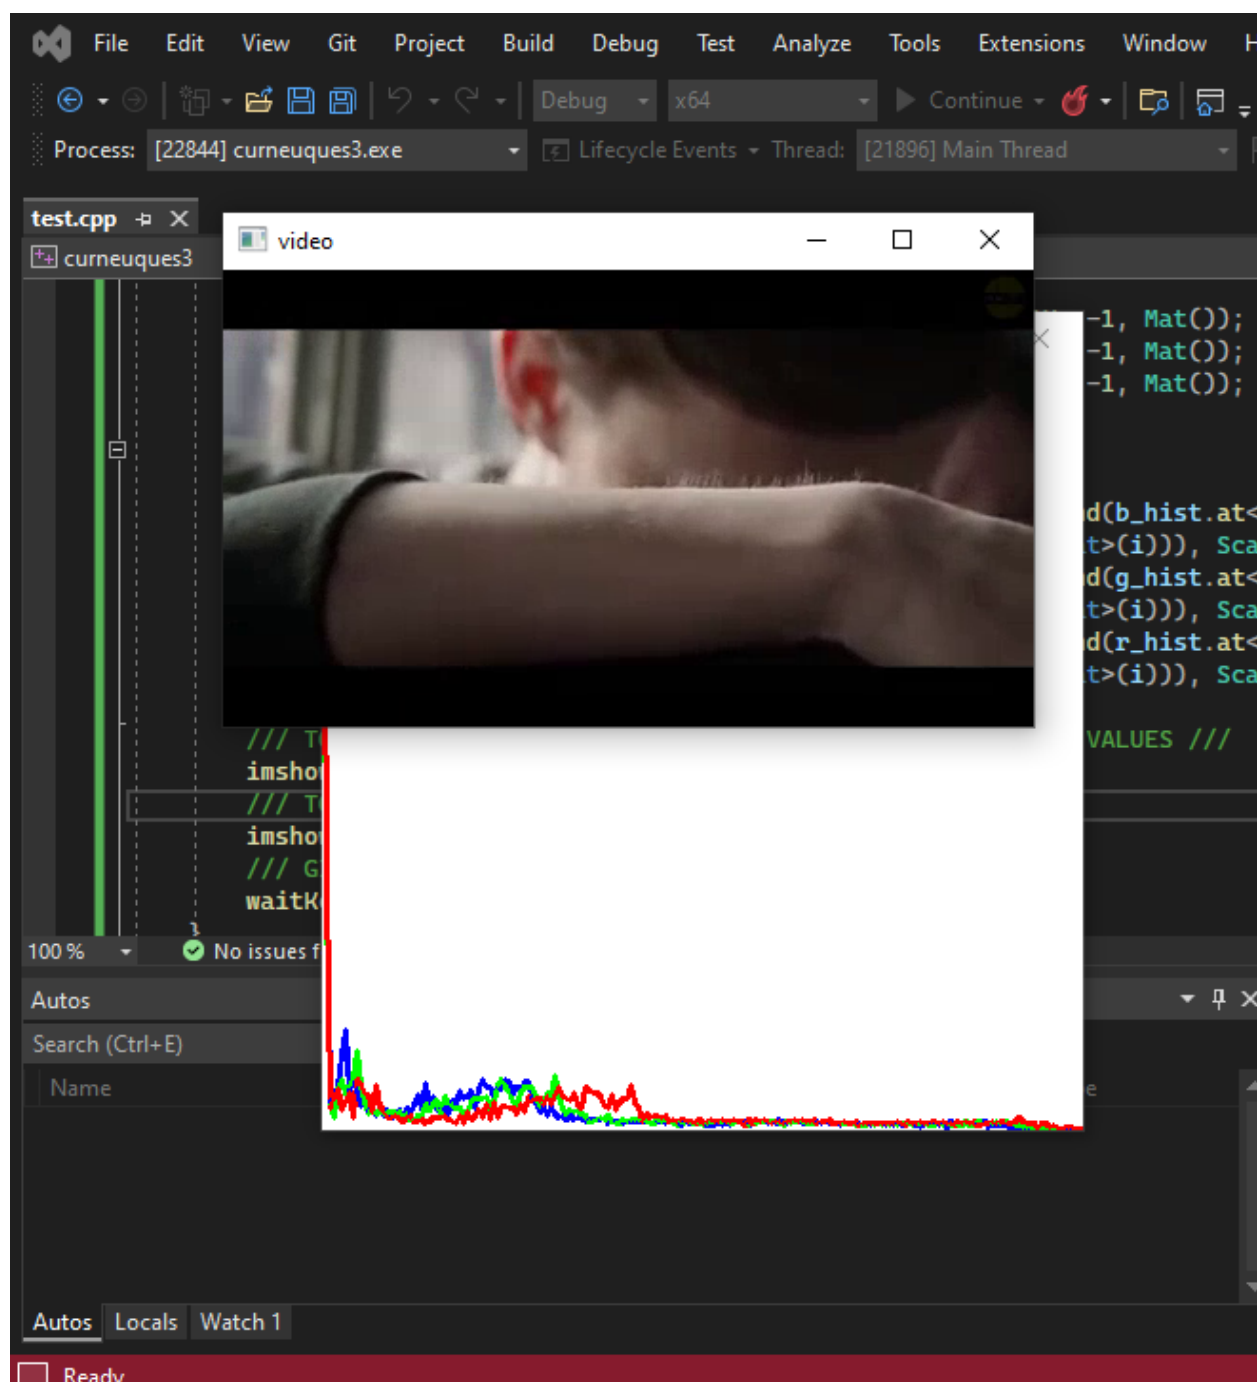 File Edit View Git Project Build Debug Test Analyze Tools Extensions Window
Debug x64 Continue
Process: [22844] curneuques3.exe Lifecycle Events Thread: [21896] Main Thread
test.cpp
video
curneuques3
-1, Mat());
-1, Mat());
-1, Mat());
d(b_hist.at<
t>(i))), Sca
d(g_hist.at<
t>(i))), Sca
d(r_hist.at<
t>(i))), Sca
/// T VALUES ///
imsho
/// T
imsho
/// G
waitK
}
100 % No issues f
Autos
Search (Ctrl+E)
Name e
Autos Locals Watch 1
Ready